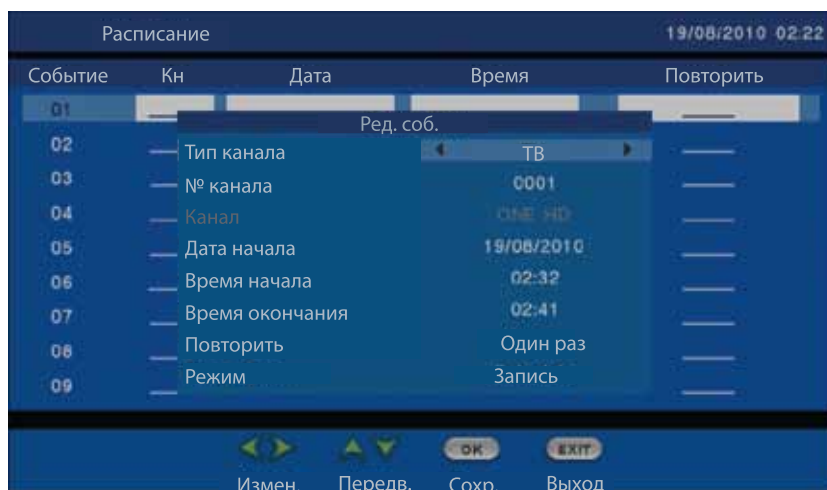 Расписание 19/08/2010 02:22
Событие Кн Дата Время Повторить
01
Ред. соб.
02 Тип канала ТВ
03 № канала 0001
04 Канал ONE HD
05 Дата начала 19/08/2010
06 Время начала 02:32
07 Время окончания 02:41
08 Повторить Один раз
09 Режим Запись
OK EXIT
Измен. Передв. Сохр. Выход